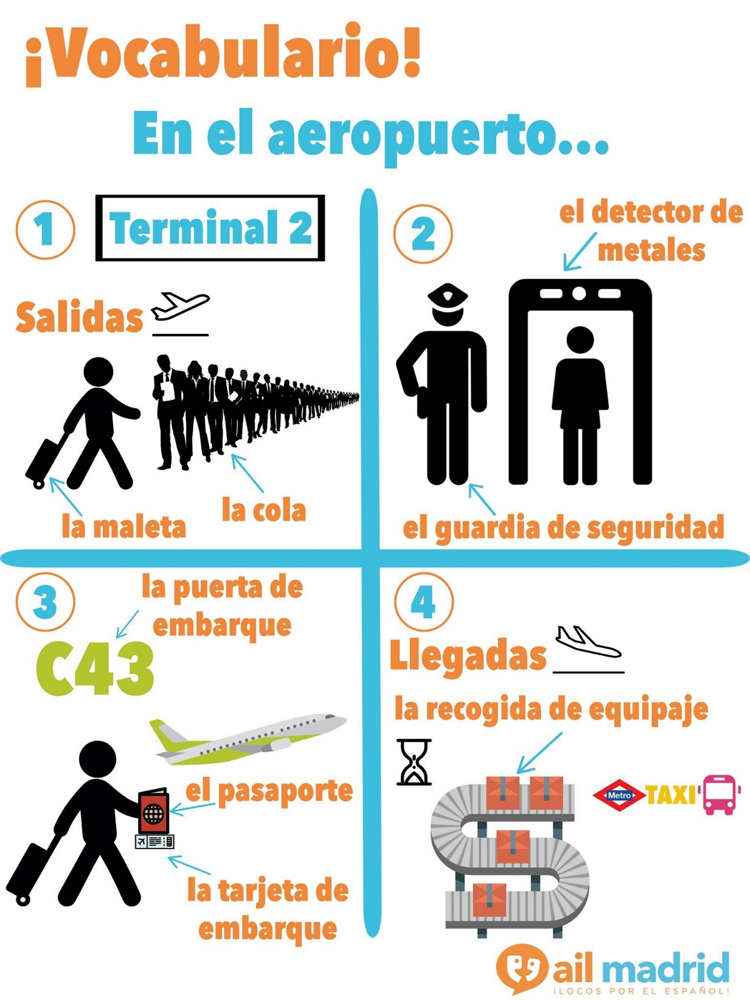 ¡Vocabulario!
En el aeropuerto...
1
Terminal 2
Salidas
la maleta
la cola
2
el detector de
metales
el guardia de seguridad
3
la puerta de
embarque
C43
el pasaporte
la tarjeta de
embarque
4
Llegadas
la recogida de equipaje
Metro TAXI
ail madrid
¡LOCOS POR EL ESPAÑOL!